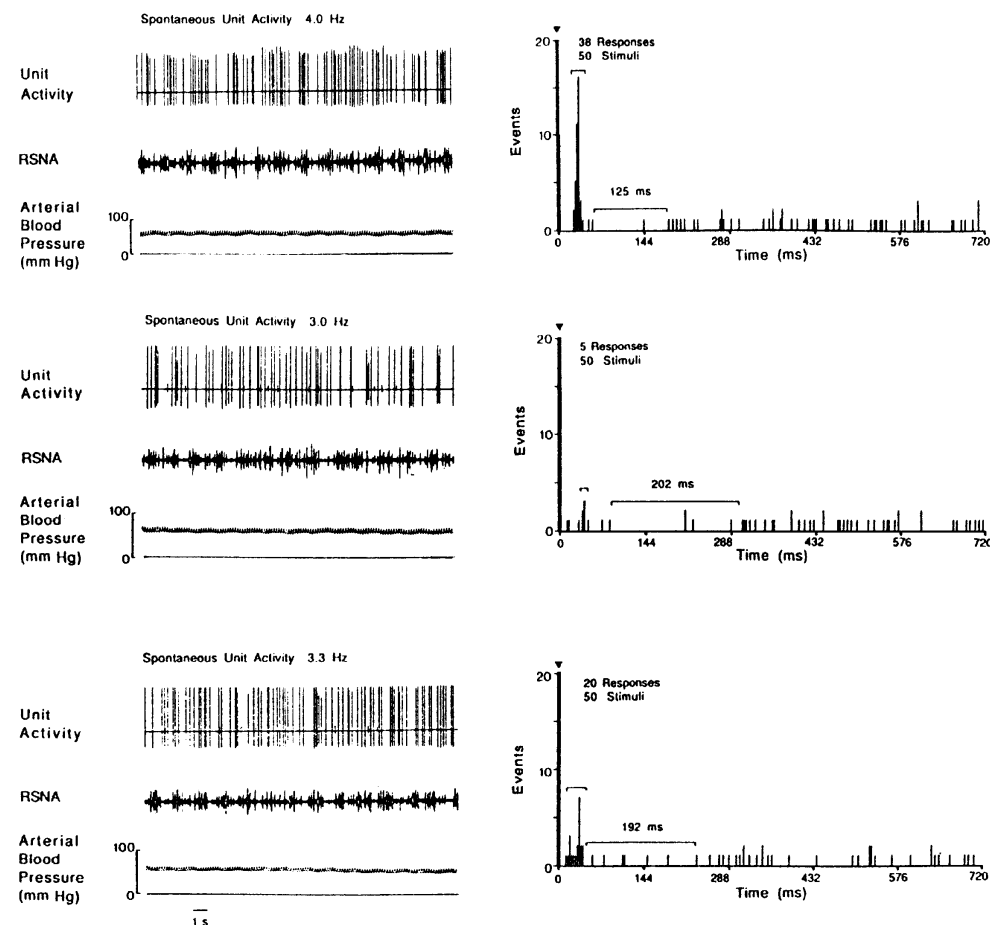 Spontaneous Unit Activity 4.0 Hz
Unit
Activity
RSNA
Arterial
Blood
Pressure
(mm Hg)
100
0
20
10
0
Events
38 Responses
50 Stimuli
125 ms
0 144 288 432 576 720
Time (ms)
Spontaneous Unit Activity 3.0 Hz
Unit
Activity
RSNA
Arterial
Blood
Pressure
(mm Hg)
100
0
20
10
0
Events
5 Responses
50 Stimuli
202 ms
0 144 288 432 576 720
Time (ms)
Spontaneous Unit Activity 3.3 Hz
Unit
Activity
RSNA
Arterial
Blood
Pressure
(mm Hg)
100
0
1 s
20
10
0
Events
20 Responses
50 Stimuli
192 ms
0 144 288 432 576 720
Time (ms)